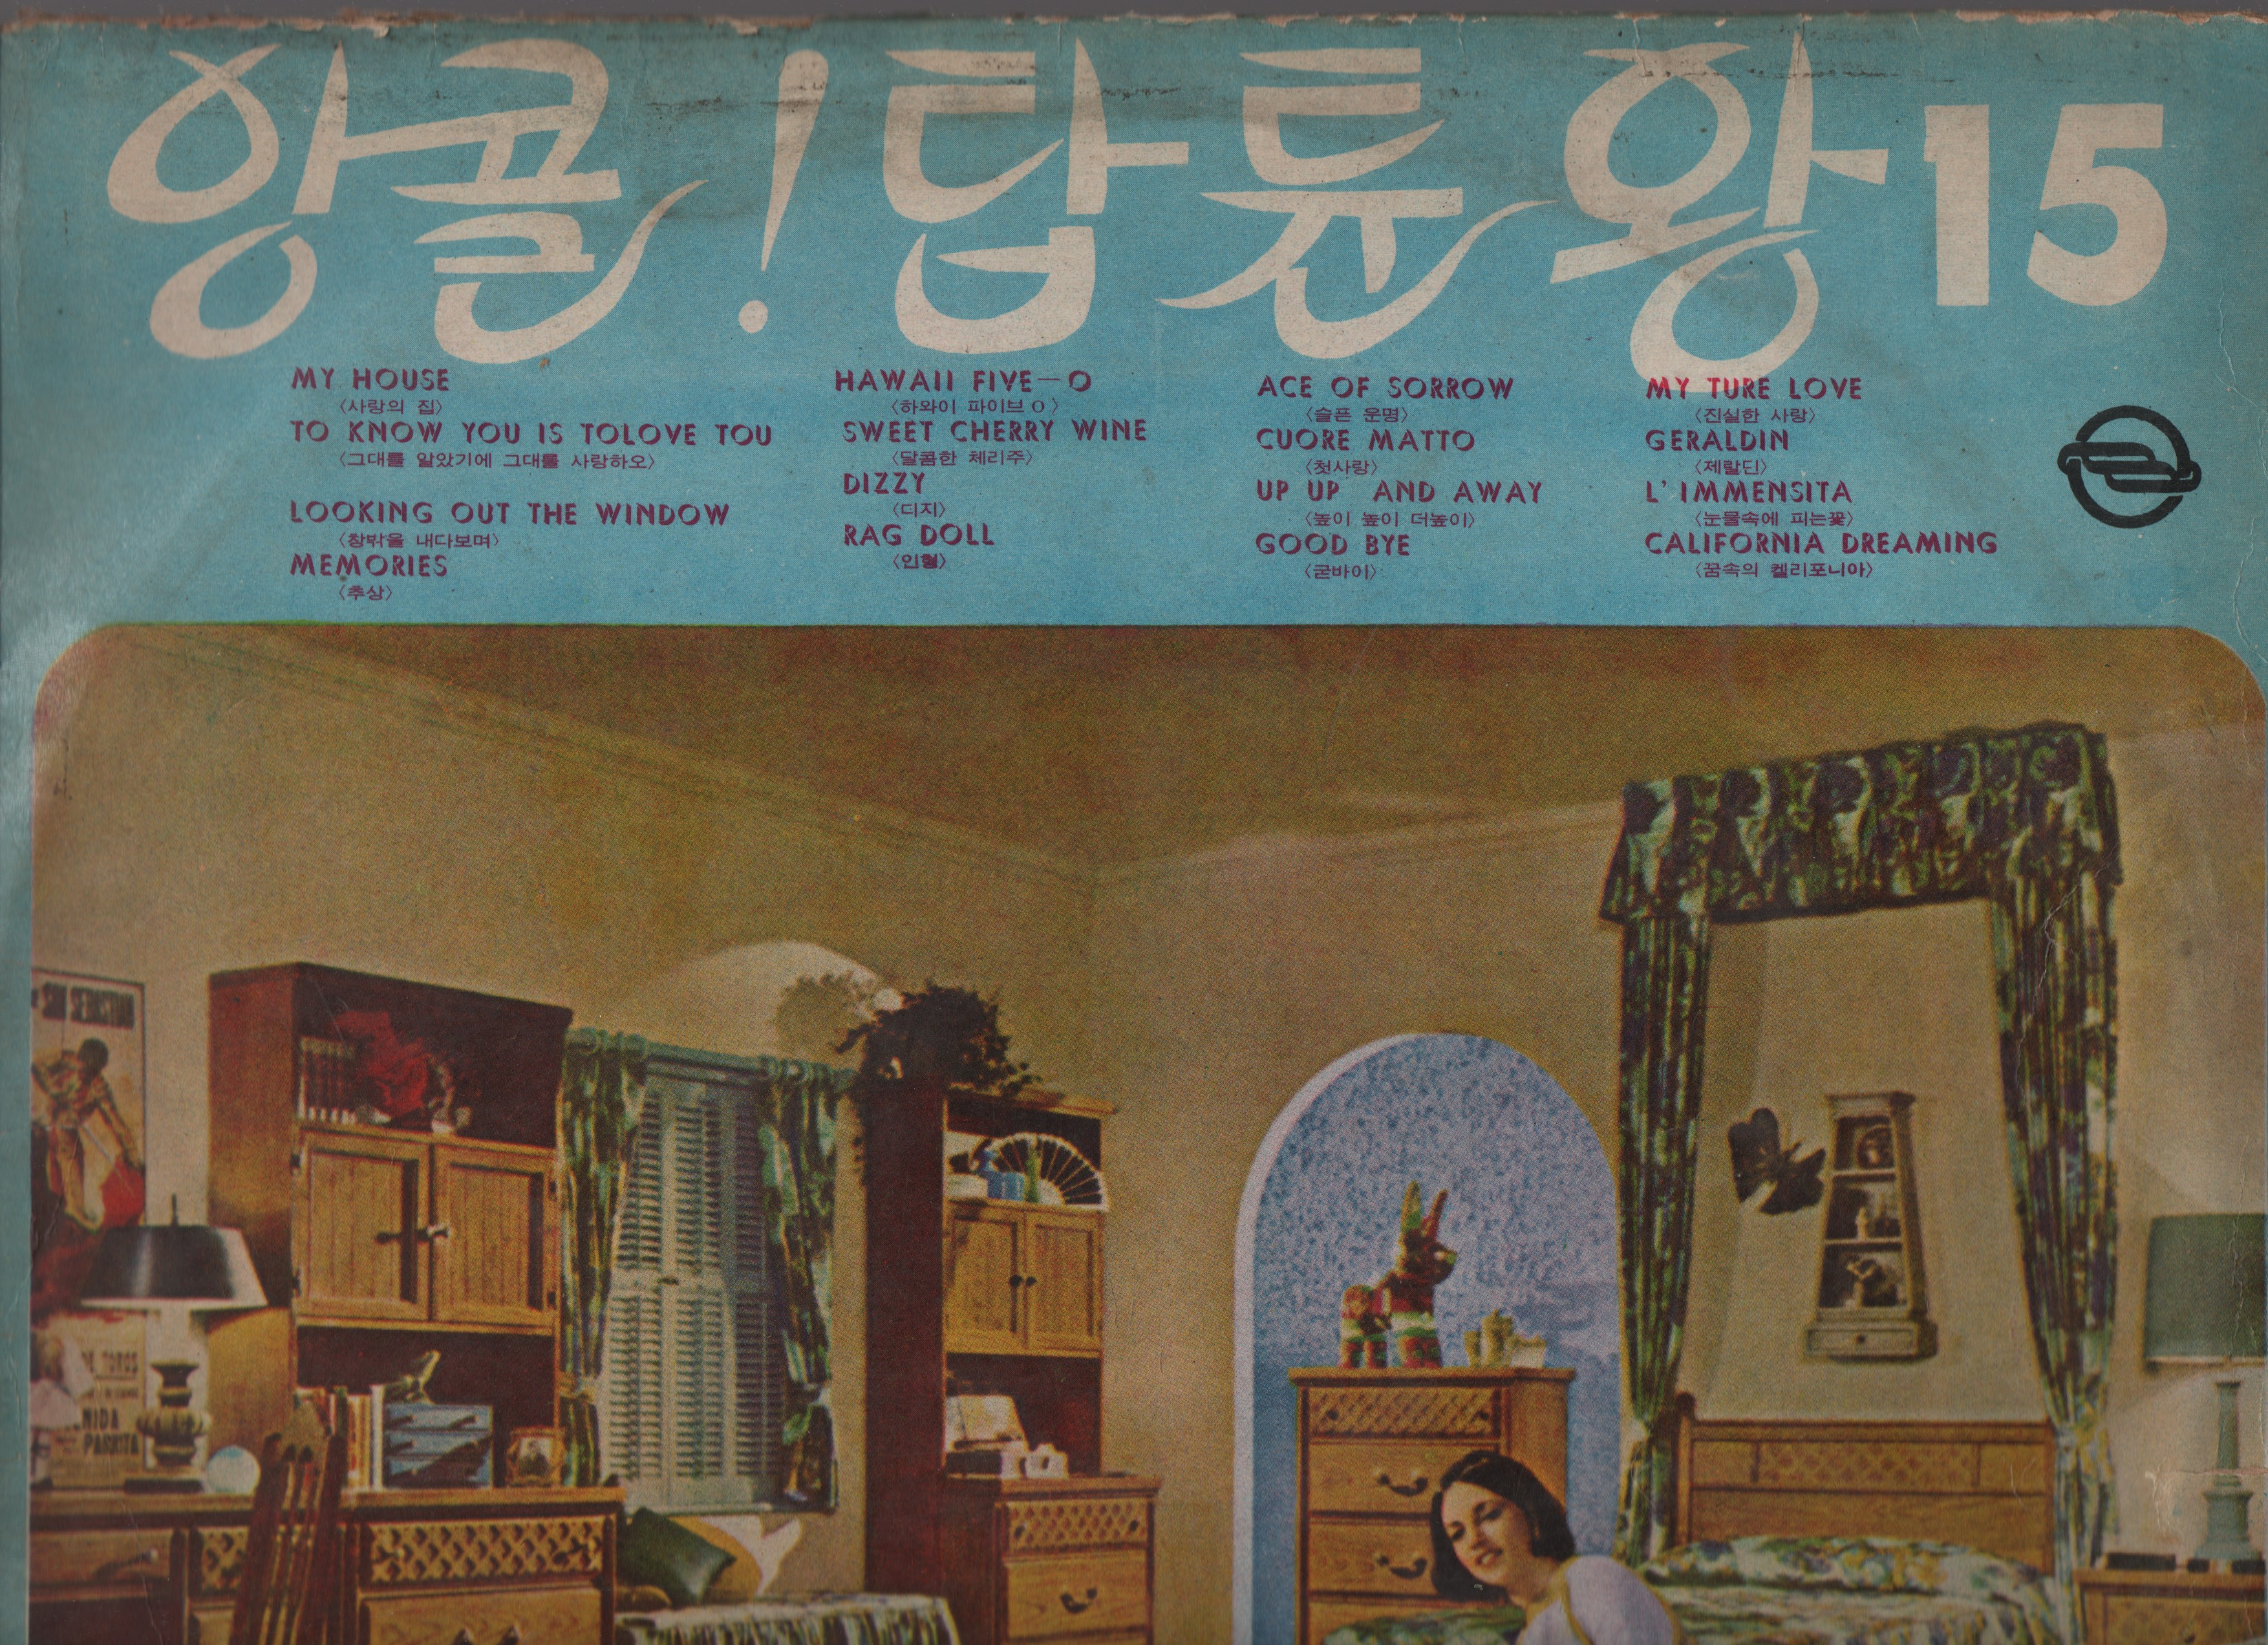 앙콜! 탑튠 왕 15
MY HOUSE
〈사랑의 집〉
TO KNOW YOU IS TOLOVE TOU
〈그대를 알았기에 그대를 사랑하오〉
LOOKING OUT THE WINDOW
〈창밖을 내다보며〉
MEMORIES
〈추상〉
HAWAII FIVE—O
〈하와이 파이브 O〉
SWEET CHERRY WINE
〈달콤한 체리주〉
DIZZY
〈디지〉
RAG DOLL
〈인형〉
ACE OF SORROW
〈슬픈 운명〉
CUORE MATTO
〈첫사랑〉
UP UP AND AWAY
〈높이 높이 더높이〉
GOOD BYE
〈굳바이〉
MY TURE LOVE
〈진실한 사랑〉
GERALDIN
〈제랄딘〉
L' IMMENSITA
〈눈물속에 피는꽃〉
CALIFORNIA DREAMING
〈꿈속의 켈리포니아〉
SAN SEBASTIAN
DE TOROS